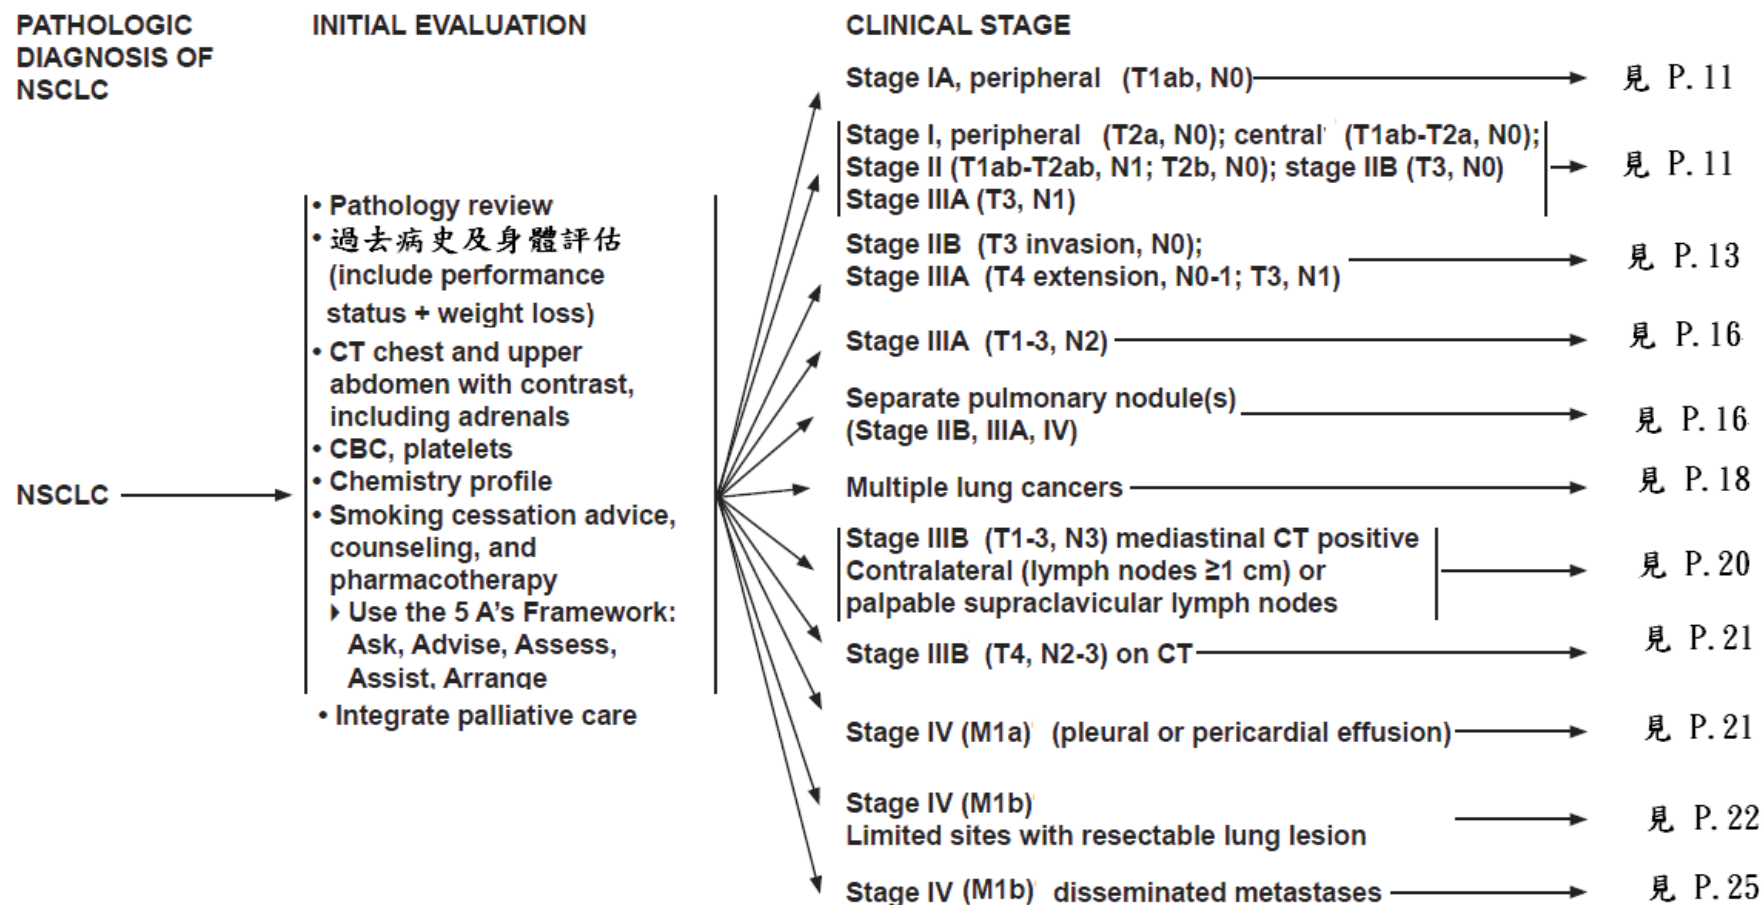 PATHOLOGIC
DIAGNOSIS OF
NSCLC
INITIAL EVALUATION
CLINICAL STAGE
NSCLC
• Pathology review
• 過去病史及身體評估
(include performance
status + weight loss)
• CT chest and upper
abdomen with contrast,
including adrenals
• CBC, platelets
• Chemistry profile
• Smoking cessation advice,
counseling, and
pharmacotherapy
Use the 5 A's Framework:
Ask, Advise, Assess,
Assist, Arrange
• Integrate palliative care
Stage IA, peripheral (T1ab, N0)
見 P.11
Stage I, peripheral (T2a, N0); central (T1ab-T2a, N0);
Stage II (T1ab-T2ab, N1; T2b, N0); stage IIB (T3, N0)
Stage IIIA (T3, N1)
見 P.11
Stage IIB (T3 invasion, N0);
Stage IIIA (T4 extension, N0-1; T3, N1)
見 P.13
Stage IIIA (T1-3, N2)
見 P.16
Separate pulmonary nodule(s)
(Stage IIB, IIIA, IV)
見 P.16
Multiple lung cancers
見 P.18
Stage IIIB (T1-3, N3) mediastinal CT positive
Contralateral (lymph nodes ≥1 cm) or
palpable supraclavicular lymph nodes
見 P.20
Stage IIIB (T4, N2-3) on CT
見 P.21
Stage IV (M1a) (pleural or pericardial effusion)
見 P.21
Stage IV (M1b)
Limited sites with resectable lung lesion
見 P.22
Stage IV (M1b) disseminated metastases
見 P.25